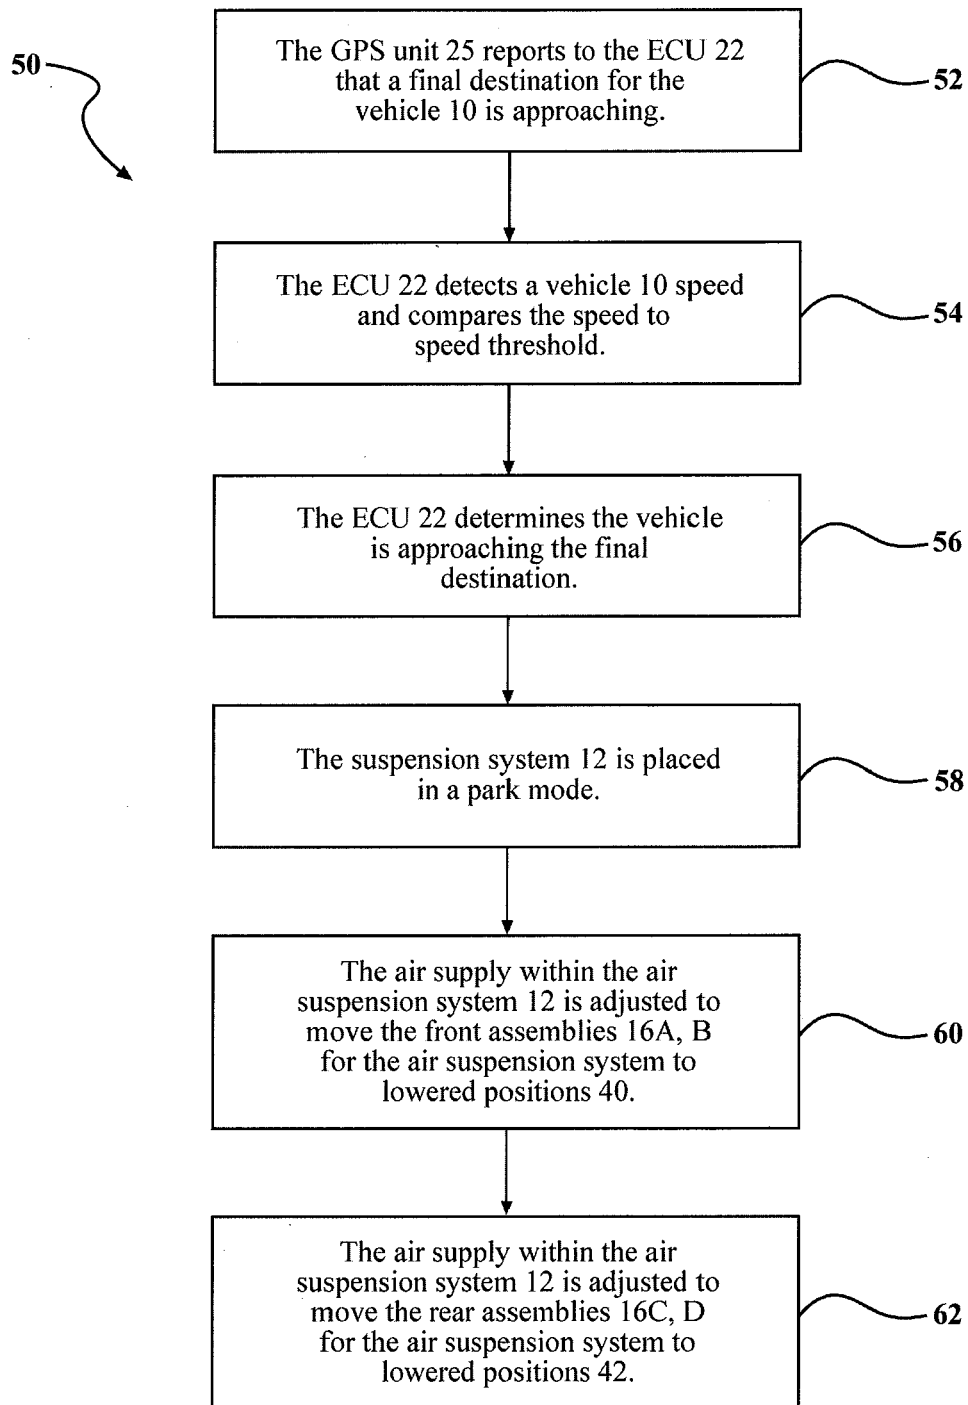 50
The GPS unit 25 reports to the ECU 22
that a final destination for the
vehicle 10 is approaching.
52
The ECU 22 detects a vehicle 10 speed
and compares the speed to
speed threshold.
54
The ECU 22 determines the vehicle
is approaching the final
destination.
56
The suspension system 12 is placed
in a park mode.
58
The air supply within the air
suspension system 12 is adjusted to
move the front assemblies 16A, B
for the air suspension system to
lowered positions 40.
60
The air supply within the air
suspension system 12 is adjusted to
move the rear assemblies 16C, D
for the air suspension system to
lowered positions 42.
62